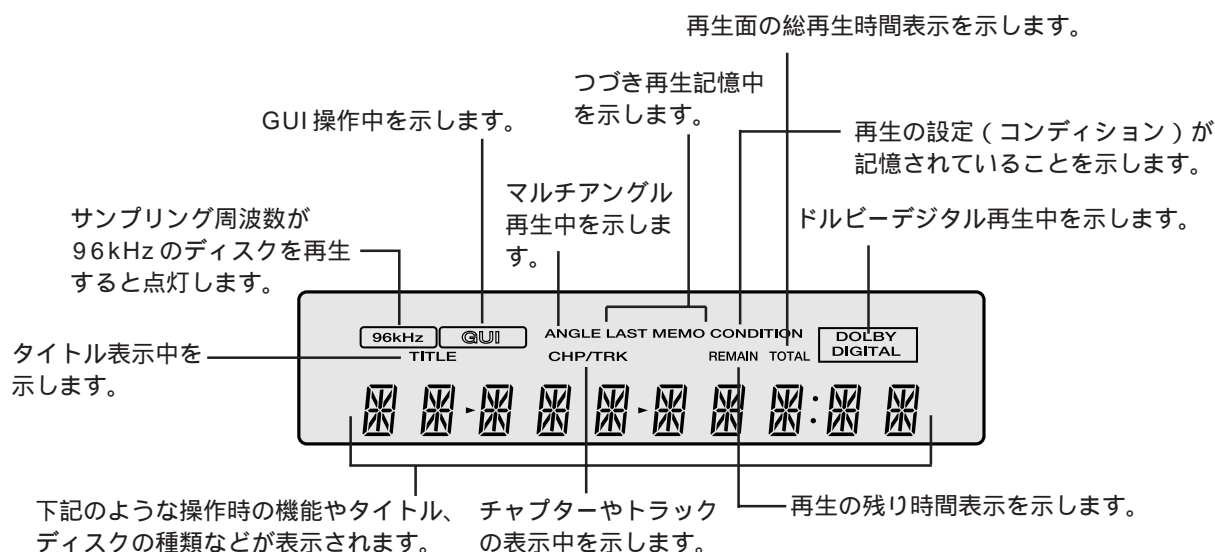 再生面の総再生時間表示を示します。
つづき再生記憶中
を示します。
GUI 操作中を示します。
再生の設定(コンディション)が
記憶されていることを示します。
マルチアングル
再生中を示しま
す。
サンプリング周波数が
96kHz のディスクを再生
すると点灯します。
ドルビーデジタル再生中を示します。
96kHz GUI ANGLE LAST MEMO CONDITION DOLBY DIGITAL
タイトル表示中を
示します。
TITLE CHP/TRK REMAIN TOTAL
下記のような操作時の機能やタイトル、
ディスクの種類などが表示されます。
チャプターやトラック
の表示中を示します。
再生の残り時間表示を示します。